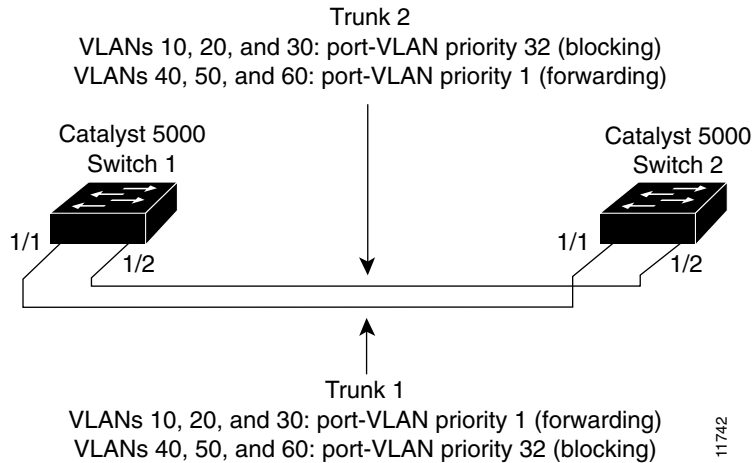 Trunk 2
VLANs 10, 20, and 30: port-VLAN priority 32 (blocking)
VLANs 40, 50, and 60: port-VLAN priority 1 (forwarding)
Catalyst 5000
Switch 1
Catalyst 5000
Switch 2
1/1
1/2
1/1
1/2
Trunk 1
VLANs 10, 20, and 30: port-VLAN priority 1 (forwarding)
VLANs 40, 50, and 60: port-VLAN priority 32 (blocking)
11742